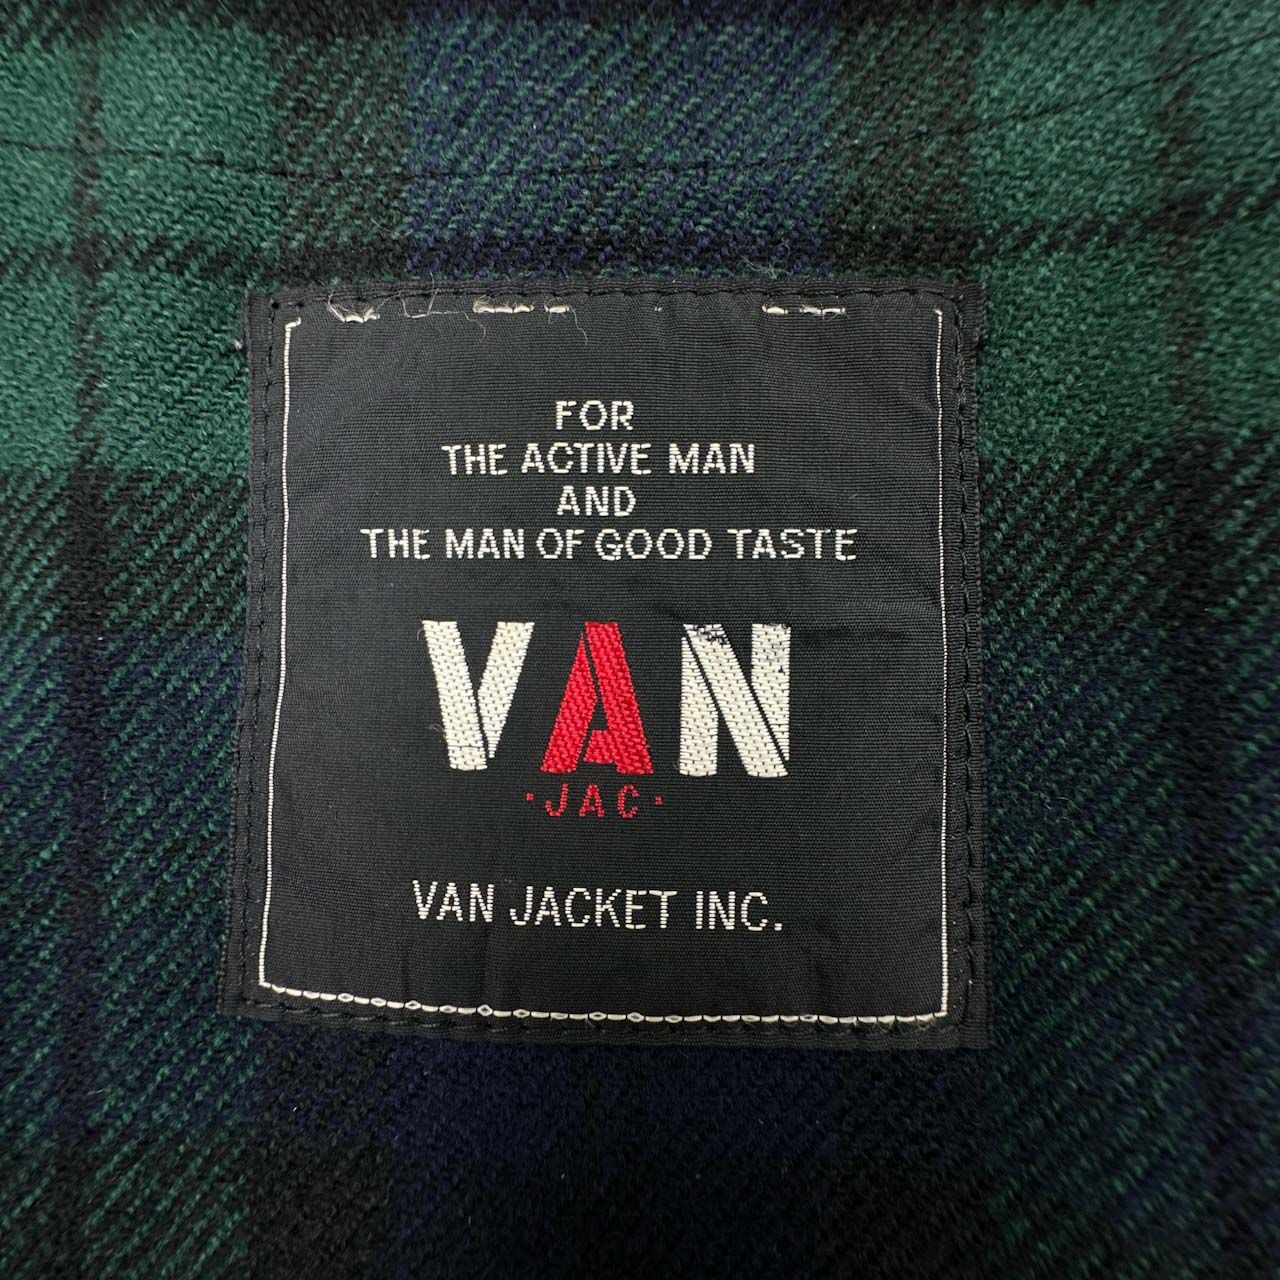 FOR
THE ACTIVE MAN
AND
THE MAN OF GOOD TASTE
VAN
·JAC·
VAN JACKET INC.